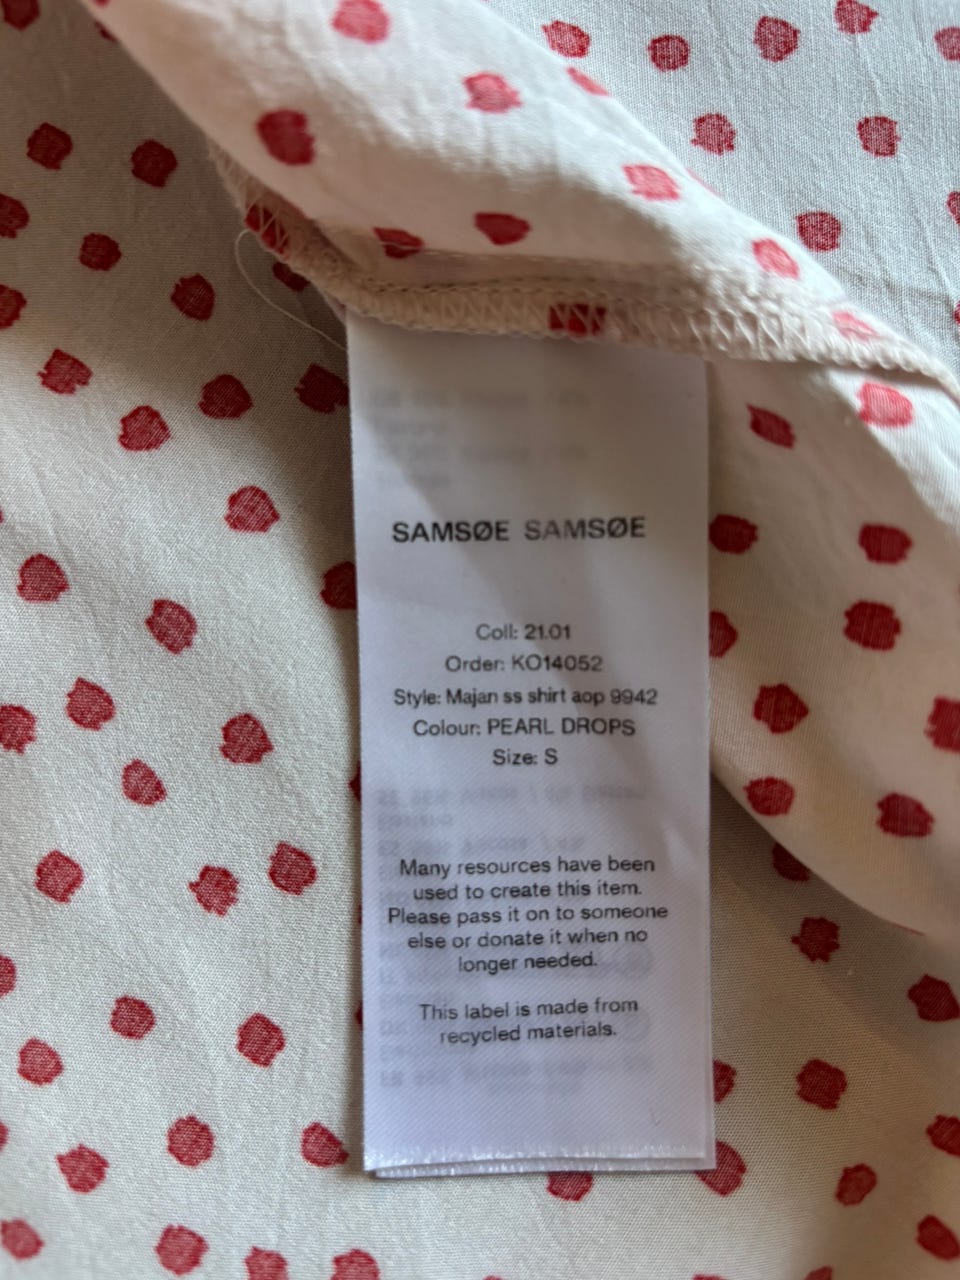 SAMSØE SAMSØE
Coll: 21.01
Order: KO14052
Style: Majan ss shirt aop 9942
Colour: PEARL DROPS
Size: S
Many resources have been
used to create this item.
Please pass it on to someone
else or donate it when no
longer needed.
This label is made from
recycled materials.